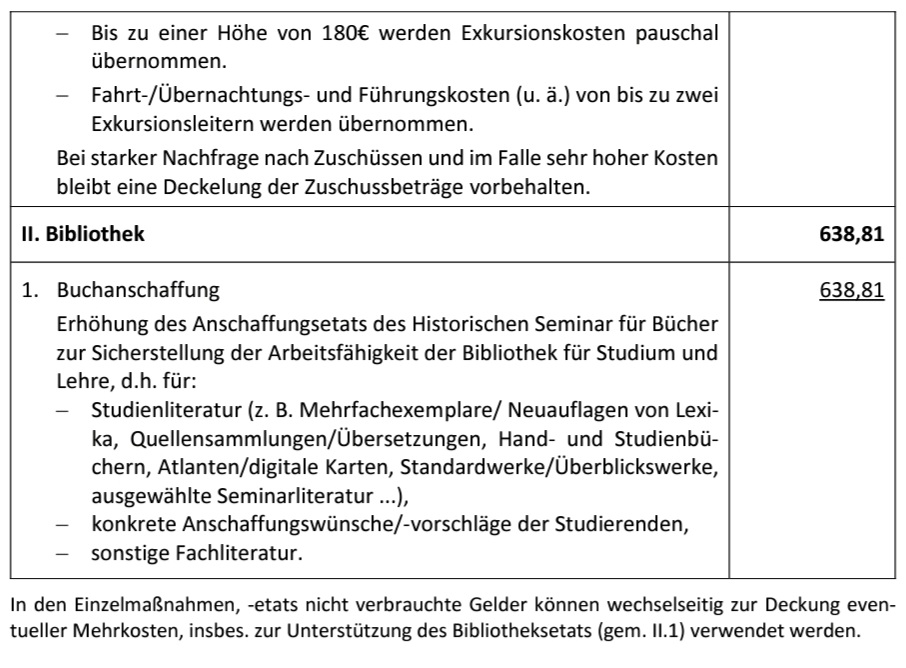 – Bis zu einer Höhe von 180€ werden Exkursionskosten pauschal
übernommen.
– Fahrt-/Übernachtungs- und Führungskosten (u. ä.) von bis zu zwei
Exkursionsleitern werden übernommen.
Bei starker Nachfrage nach Zuschüssen und im Falle sehr hoher Kosten
bleibt eine Deckelung der Zuschussbeträge vorbehalten.
II. Bibliothek 638,81
1. Buchanschaffung 638,81
Erhöhung des Anschaffungsetats des Historischen Seminar für Bücher
zur Sicherstellung der Arbeitsfähigkeit der Bibliothek für Studium und
Lehre, d.h. für:
– Studienliteratur (z. B. Mehrfachexemplare/ Neuauflagen von Lexi-
ka, Quellensammlungen/Übersetzungen, Hand- und Studienbü-
chern, Atlanten/digitale Karten, Standardwerke/Überblickswerke,
ausgewählte Seminarliteratur ...),
– konkrete Anschaffungswünsche/-vorschläge der Studierenden,
– sonstige Fachliteratur.
In den Einzelmaßnahmen, -etats nicht verbrauchte Gelder können wechselseitig zur Deckung even-
tueller Mehrkosten, insbes. zur Unterstützung des Bibliotheksetats (gem. II.1) verwendet werden.